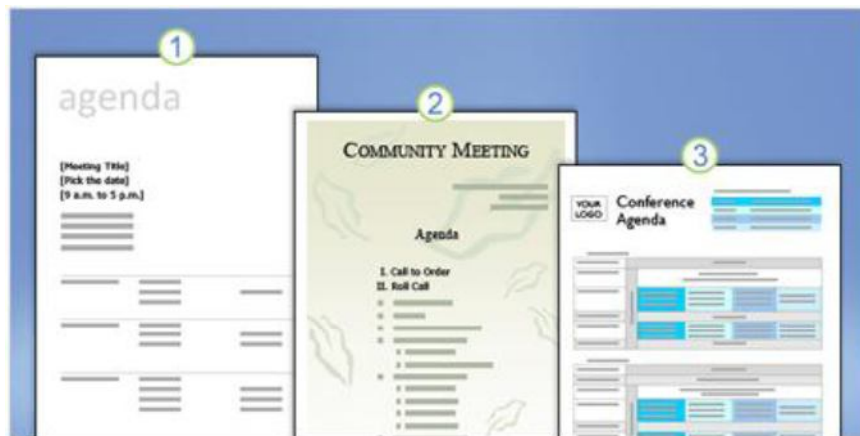 1
agenda
[Meeting Title]
[Pick the date]
[9 a.m. to 5 p.m.]
2
COMMUNITY MEETING
Agenda
I. Call to Order
II. Roll Call
3
YOUR
LOGO
Conference
Agenda